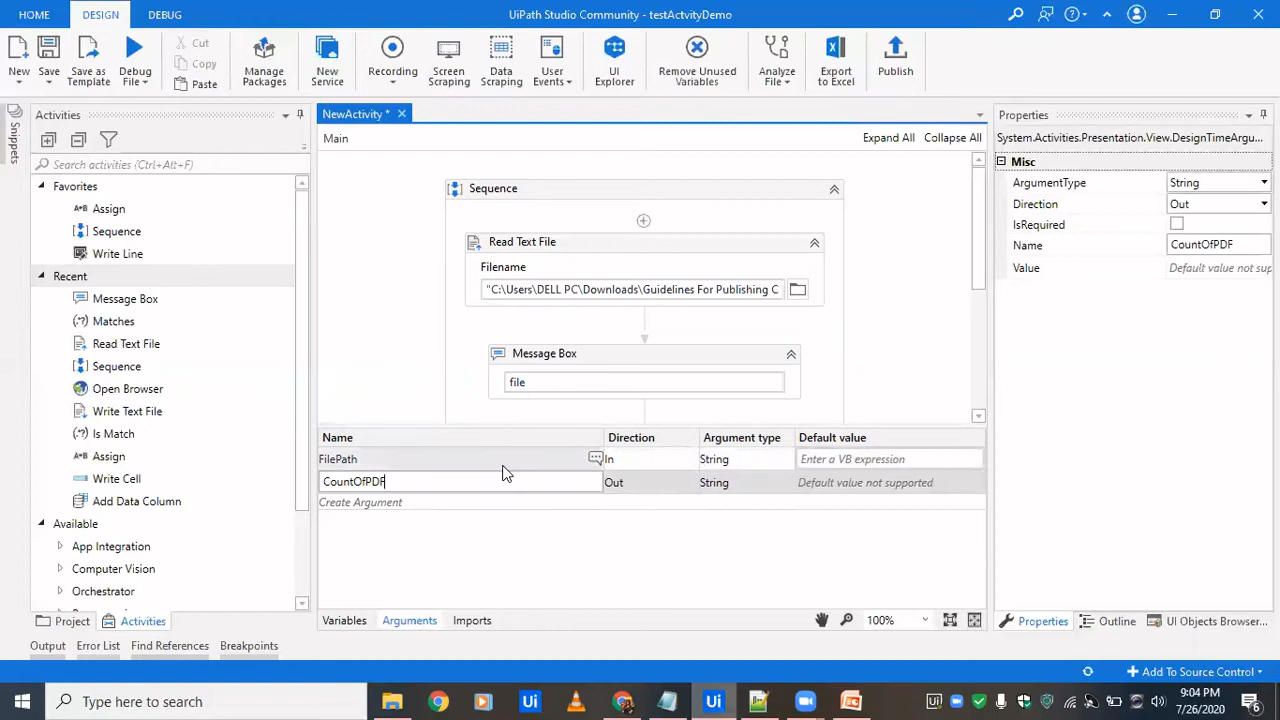 HOME DESIGN DEBUG UiPath Studio Community - testActvityDemo
New Save Save as Template Debug File Cut Copy Paste Manage Packages New Service Recording Screen Scraping Data Scraping User Events UI Explorer Remove Unused Variables Analyze File Export to Excel Publish
Snippets
Activities
Search activities (Ctrl+Alt+F)
Favorites
Assign
Sequence
Write Line
Recent
Message Box
Matches
Read Text File
Sequence
Open Browser
Write Text File
Is Match
Assign
Write Cell
Add Data Column
Available
App Integration
Computer Vision
Orchestrator
Project Activities
NewActivity *
Main Expand All Collapse All
Sequence
Read Text File
Filename
"C:\Users\DELL PC\Downloads\Guidelines For Publishing C
Message Box
file
Name Direction Argument type Default value
FilePath In String Enter a VB expression
CountOfPDF Out String Default value not supported
Create Argument
Variables Arguments Imports 100%
Properties
System.Activities.Presentation.View.DesignTimeArgu...
Misc
ArgumentType String
Direction Out
IsRequired
Name CountOfPDF
Value Default value not supp
Properties Outline UI Objects Browser...
Output Error List Find References Breakpoints
Add To Source Control
Type here to search
9:04 PM
7/26/2020
6